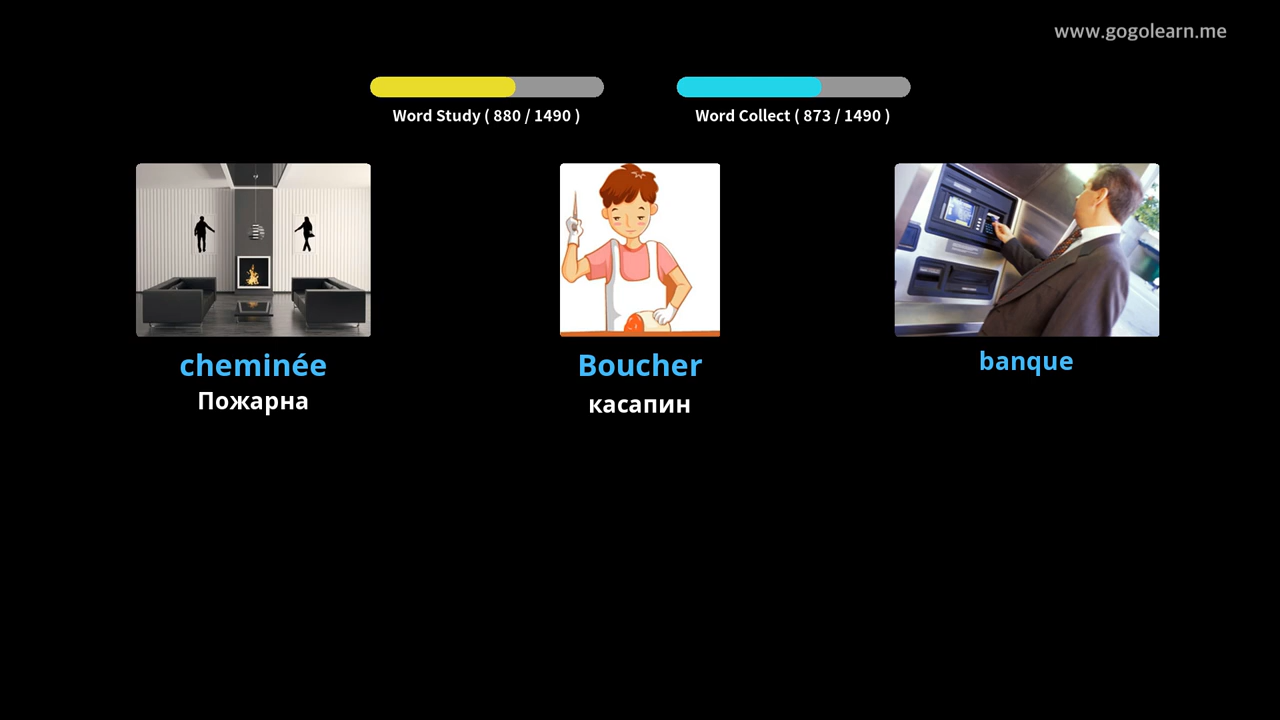 www.gogolearn.me
Word Study ( 880 / 1490 )
Word Collect ( 873 / 1490 )
cheminée
Пожарна
Boucher
касапин
banque